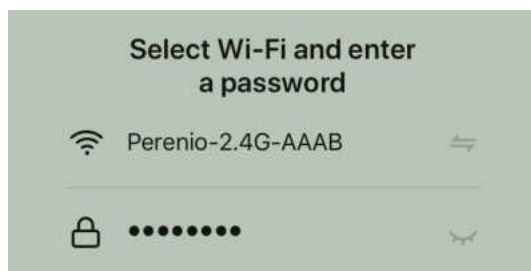 Select Wi-Fi and enter
a password
Perenio-2.4G-AAAB
••••••••